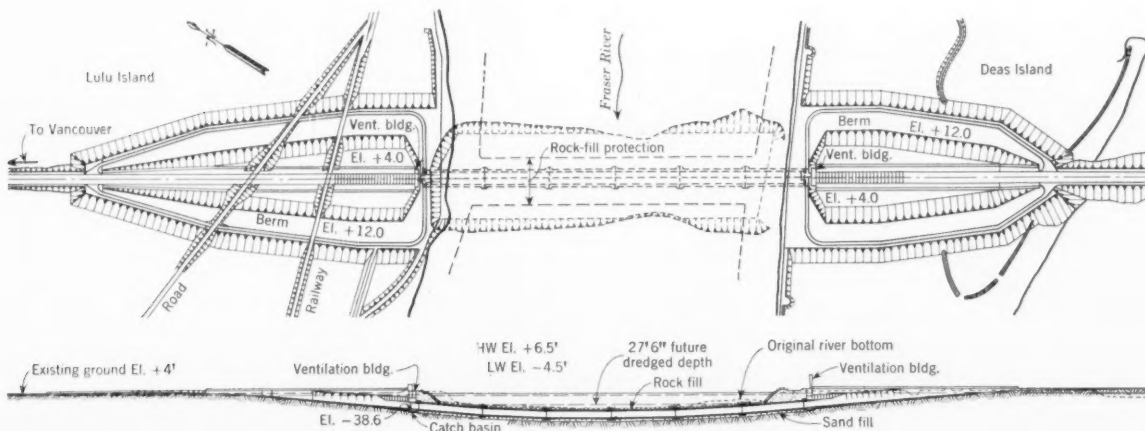 N
Lulu Island
To Vancouver
Vent. bldg.
El. +4.0
Berm
El. +12.0
Road
Railway
Fraser River
Rock-fill protection
Deas Island
Berm
El. +12.0
Vent. bldg.
El. +4.0
Existing ground El. +4'
Ventilation bldg.
HW El. +6.5'
LW El. -4.5'
27'6" future
dredged depth
Rock fill
Original river bottom
Ventilation bldg.
El. -38.6
Catch basin
Sand fill